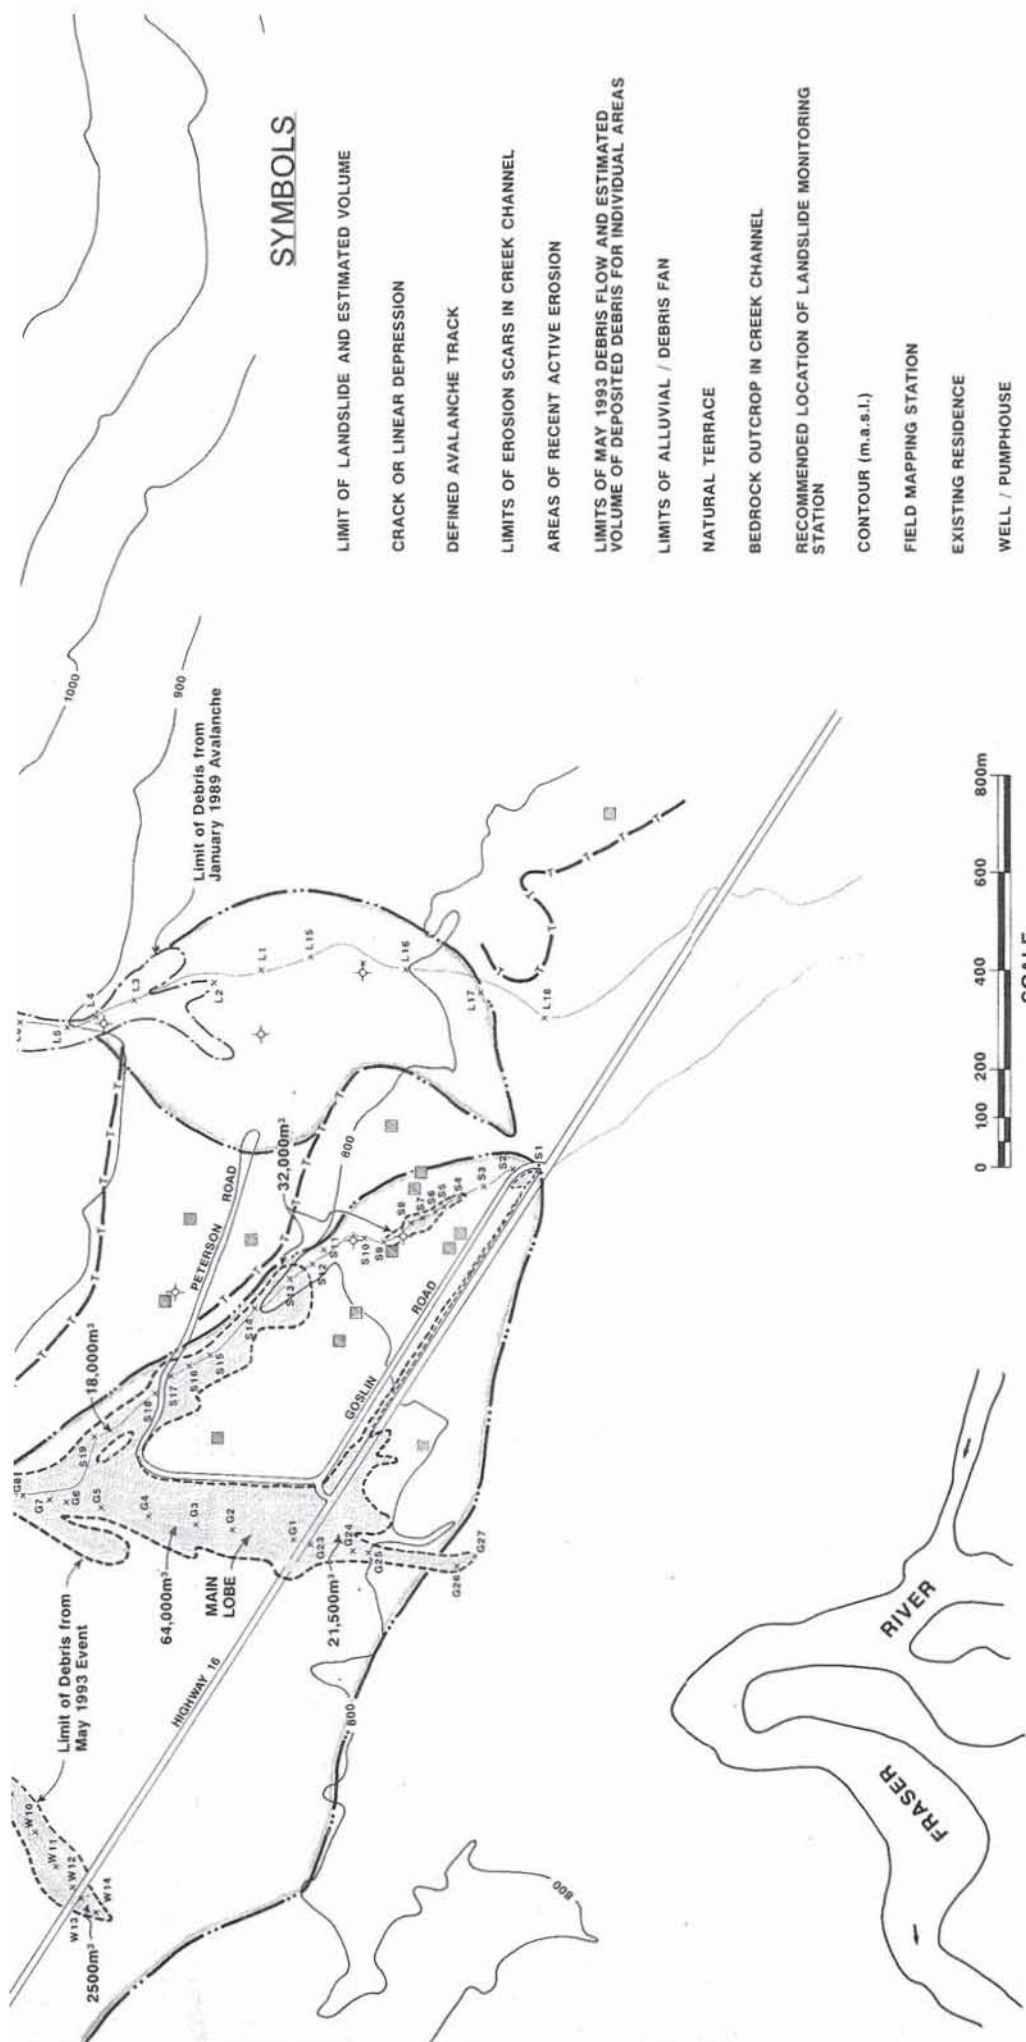 SYMBOLS
LIMIT OF LANDSLIDE AND ESTIMATED VOLUME
CRACK OR LINEAR DEPRESSION
DEFINED AVALANCHE TRACK
LIMITS OF EROSION SCARS IN CREEK CHANNEL
AREAS OF RECENT ACTIVE EROSION
LIMITS OF MAY 1993 DEBRIS FLOW AND ESTIMATED
VOLUME OF DEPOSITED DEBRIS FOR INDIVIDUAL AREAS
LIMITS OF ALLUVIAL / DEBRIS FAN
NATURAL TERRACE
BEDROCK OUTCROP IN CREEK CHANNEL
RECOMMENDED LOCATION OF LANDSLIDE MONITORING
STATION
CONTOUR (m.a.s.l.)
FIELD MAPPING STATION
EXISTING RESIDENCE
WELL / PUMPHOUSE
1000
900
Limit of Debris from
January 1989 Avalanche
L5
L4
L3
L2
L1
L15
L16
L17
L18
T
T
T
T
T
T
T
T
T
T
T
T
T
PETERSON ROAD
32,000m³
800
18,000m³
S19
S18
S17
S16
S15
S14
S13
S12
S11
S10
S9
S8
S7
S6
S5
S4
S3
S2
S1
GOSLIN ROAD
G8
G7
G6
G5
G4
G3
G2
G1
G23
G24
G25
G26
G27
64,000m³
MAIN
LOBE
21,500m³
Limit of Debris from
May 1993 Event
HIGHWAY 16
W10
W11
W12
W13
W14
2500m³
800
800
FRASER RIVER
0 100 200 400 600 800m
SCALE